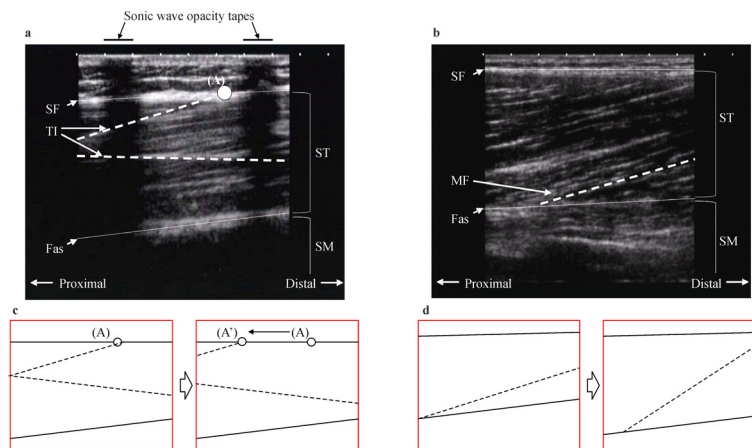 Sonic wave opacity tapes
a
b
(A)
SF
TI
ST
Fas
SM
Proximal
Distal
SF
ST
MF
Fas
SM
Proximal
Distal
c
d
(A)
(A')
(A)